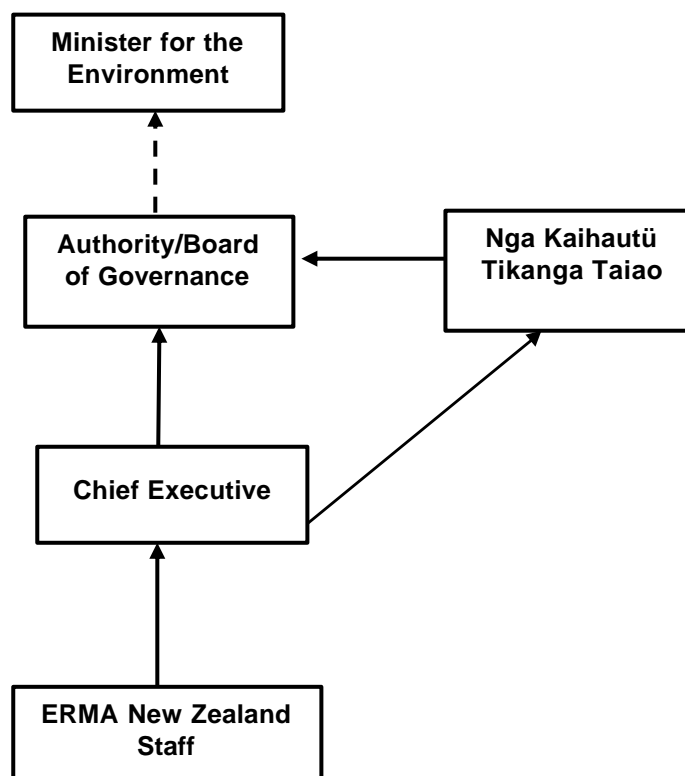 Minister for the
Environment
Authority/Board
of Governance
Nga Kaihautü
Tikanga Taiao
Chief Executive
ERMA New Zealand
Staff